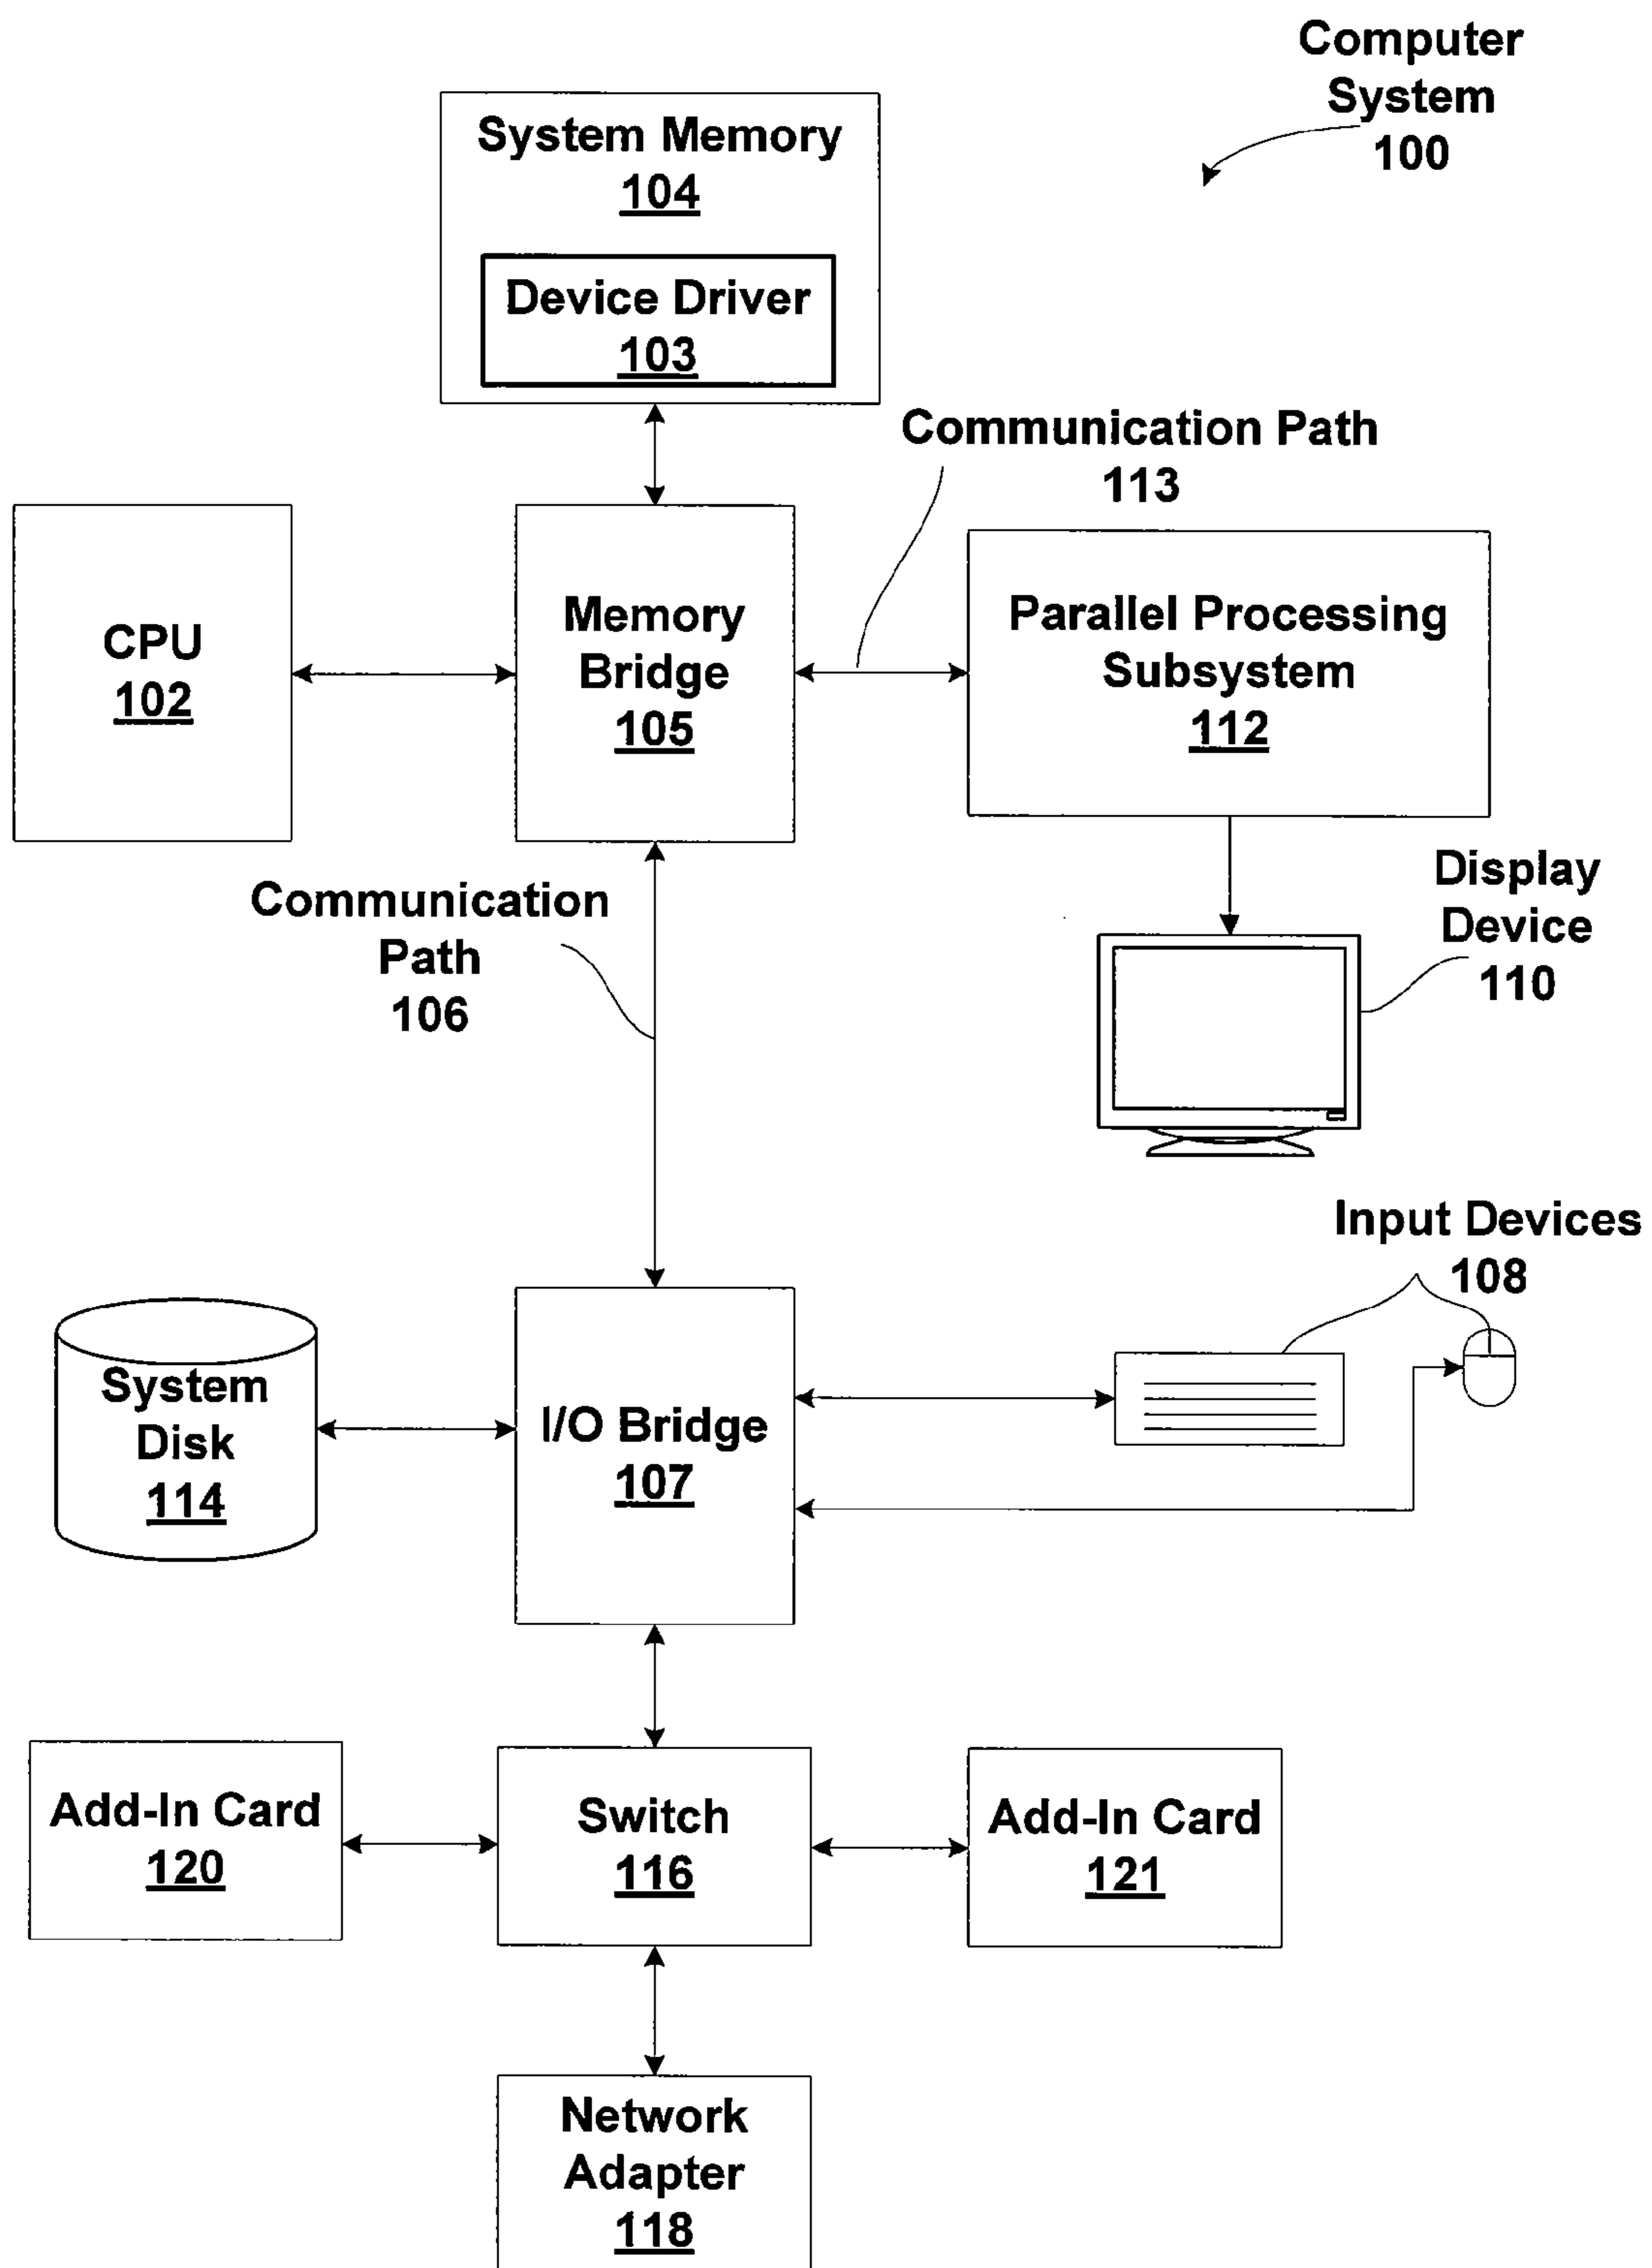 Computer
System
100
System Memory
104
Device Driver
103
Communication Path
113
CPU
102
Memory
Bridge
105
Parallel Processing
Subsystem
112
Communication
Path
106
Display
Device
110
Input Devices
108
System
Disk
114
I/O Bridge
107
Add-In Card
120
Switch
116
Add-In Card
121
Network
Adapter
118